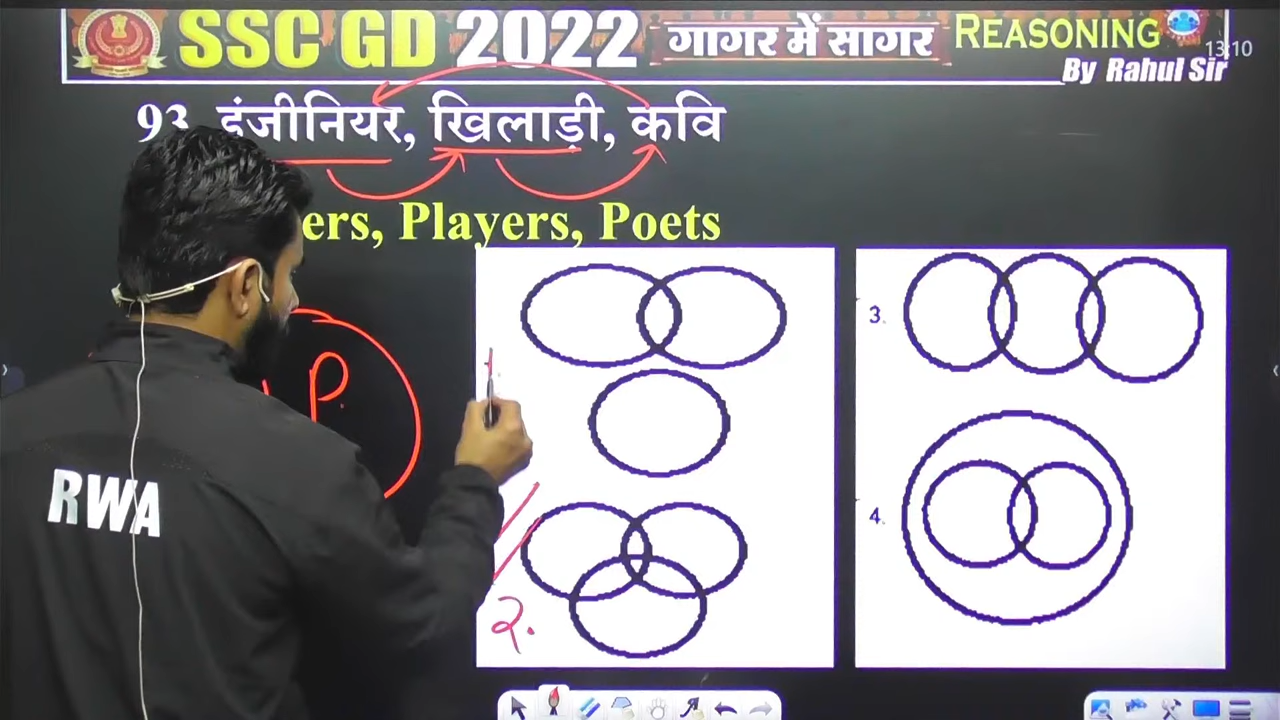 SSC GD 2022 गागर में सागर REASONING
13:10
By Rahul Sir
93. इंजीनियर, खिलाड़ी, कवि
ers, Players, Poets
3.
P.
4.
2.
RWA